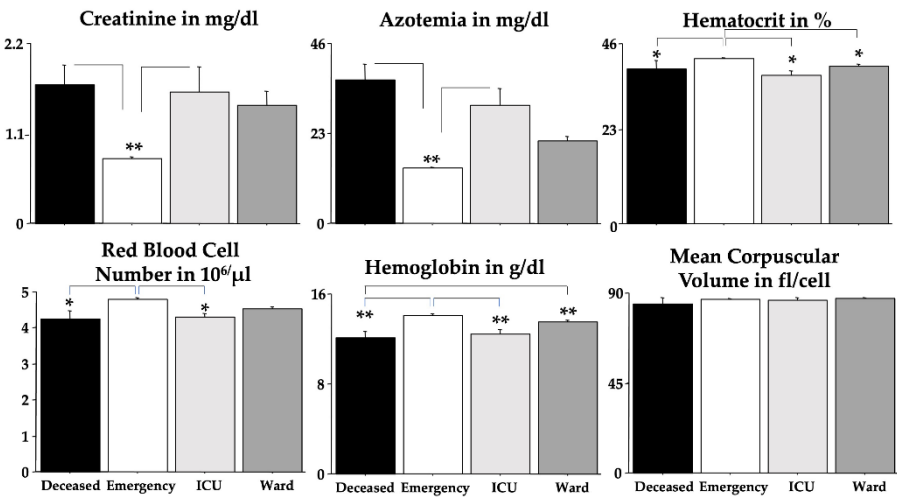 Creatinine in mg/dl
2.2
1.1
0
**
Azotemia in mg/dl
46
23
0
**
Hematocrit in %
46
23
0
*
*
*
Red Blood Cell
Number in 10⁶/µl
5
4
3
2
1
0
*
*
Deceased Emergency ICU Ward
Hemoglobin in g/dl
16
8
0
**
**
**
Deceased Emergency ICU Ward
Mean Corpuscular
Volume in fl/cell
90
45
0
Deceased Emergency ICU Ward